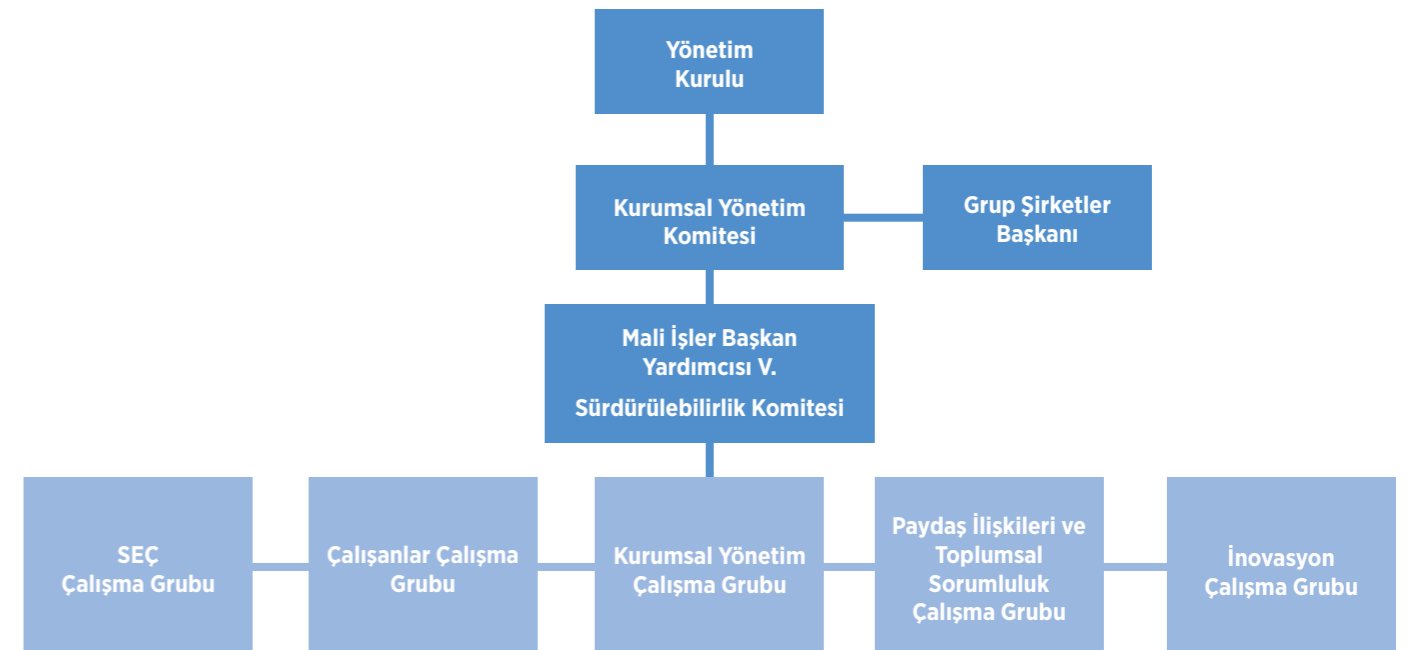 Yönetim
Kurulu
Kurumsal Yönetim
Komitesi
Grup Şirketler
Başkanı
Mali İşler Başkan
Yardımcısı V.
Sürdürülebilirlik Komitesi
SEÇ
Çalışma Grubu
Çalışanlar Çalışma
Grubu
Kurumsal Yönetim
Çalışma Grubu
Paydaş İlişkileri ve
Toplumsal
Sorumluluk
Çalışma Grubu
İnovasyon
Çalışma Grubu